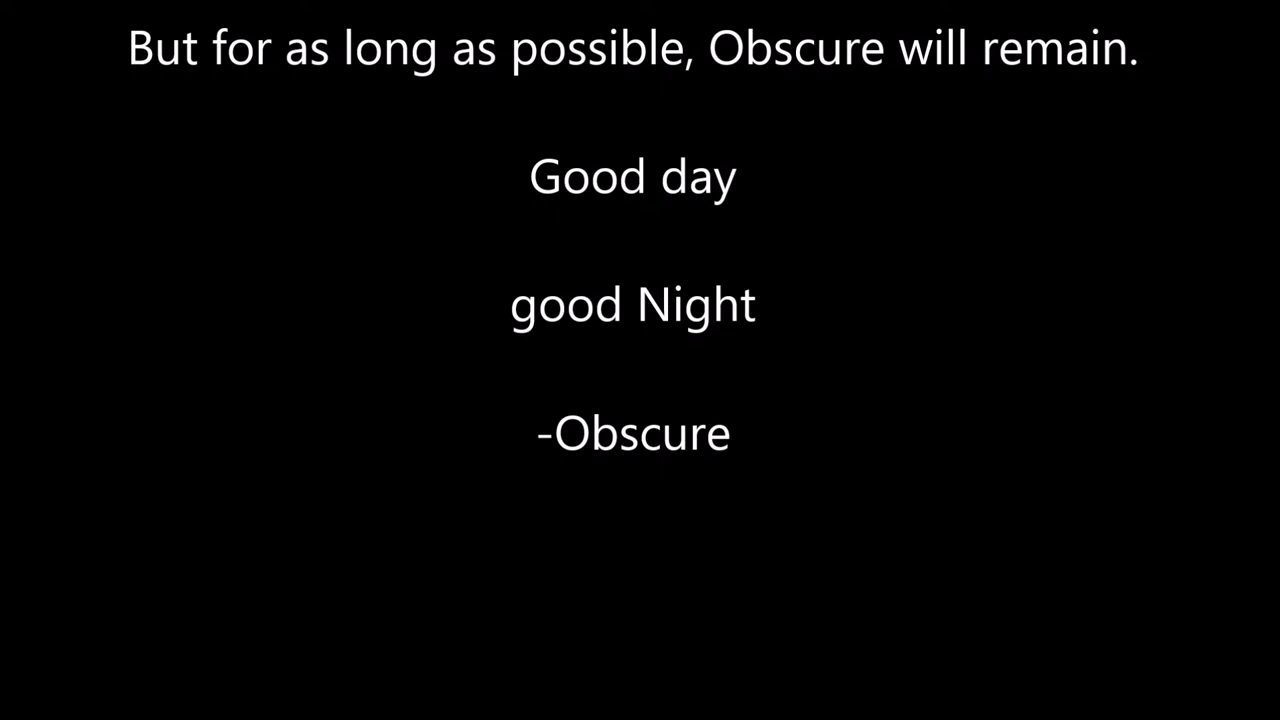 But for as long as possible, Obscure will remain.
Good day
good Night
-Obscure